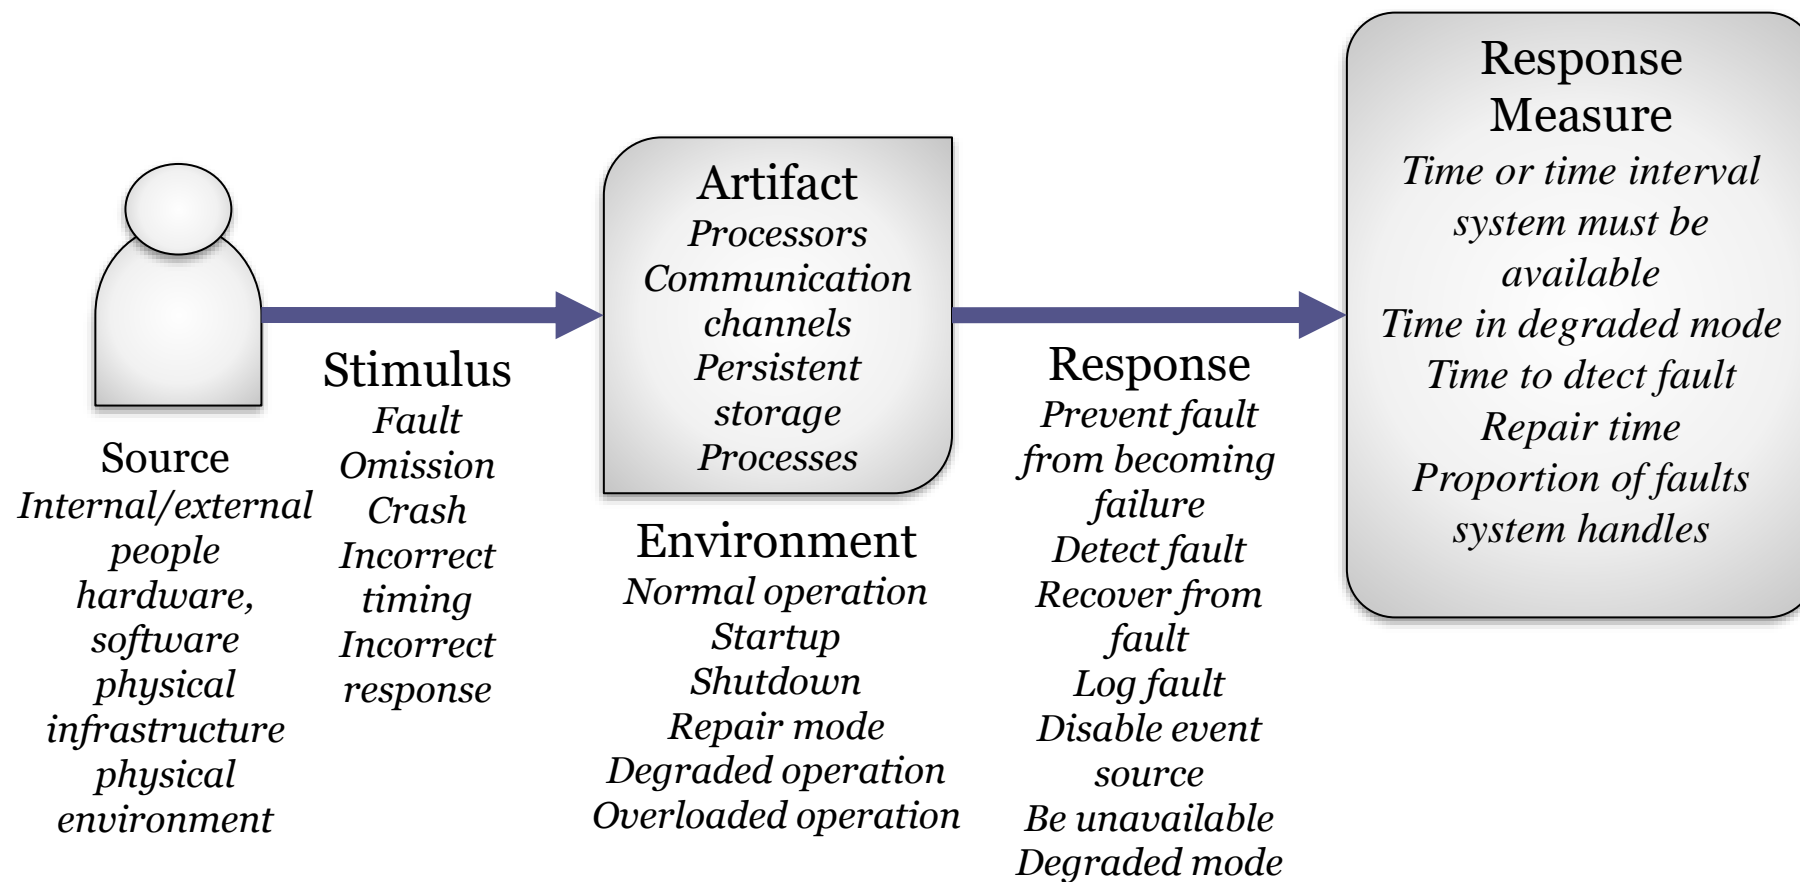 Source
Internal/external
people
hardware,
software
physical
infrastructure
physical
environment
Stimulus
Fault
Omission
Crash
Incorrect
timing
Incorrect
response
Artifact
Processors
Communication
channels
Persistent
storage
Processes
Environment
Normal operation
Startup
Shutdown
Repair mode
Degraded operation
Overloaded operation
Response
Prevent fault
from becoming
failure
Detect fault
Recover from
fault
Log fault
Disable event
source
Be unavailable
Degraded mode
Response
Measure
Time or time interval
system must be
available
Time in degraded mode
Time to dtect fault
Repair time
Proportion of faults
system handles